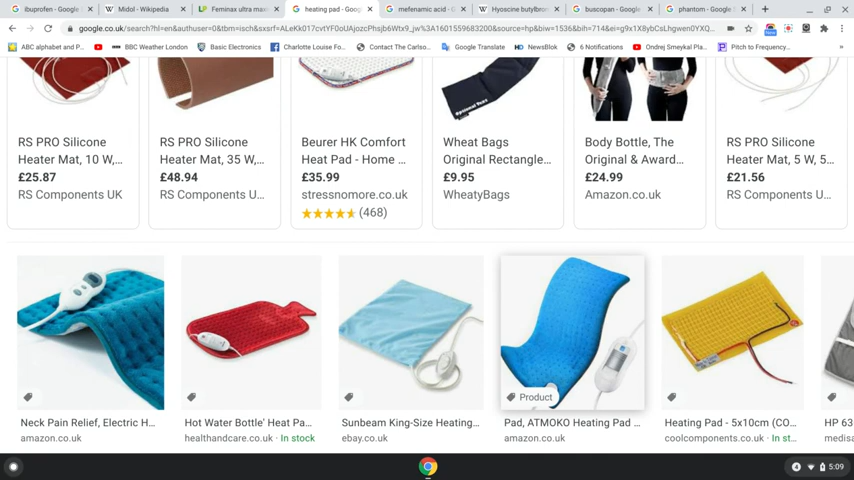 ibuprofen - Google
Midol - Wikipedia
Feminax ultra max
heating pad - Goog
mefenamic acid - G
Hyoscine butylbrom
buscopan - Google
phantom - Google S
google.co.uk/search?hl=en&authuser=0&tbm=isch&sxsrf=ALeKk017cvtYF0oUAjozcPhsjb6Wtx9_jw%3A1601559683200&source=hp&biw=1536&bih=714&ei=g9x1X8ybCsLhgwen0YXQ...
ABC alphabet and p...
BBC Weather London
Basic Electronics
Charlotte Louise Fo...
Contact The Carlso...
Google Translate
NewsBlok
6 Notifications
Ondrej Smeykal Pla...
Pitch to Frequency...
»
RS PRO Silicone
Heater Mat, 10 W,...
£25.87
RS Components UK
RS PRO Silicone
Heater Mat, 35 W,...
£48.94
RS Components U...
Beurer HK Comfort
Heat Pad - Home ...
£35.99
stressnomore.co.uk
(468)
Wheat Bags
Original Rectangle...
£9.95
WheatyBags
Body Bottle, The
Original & Award...
£24.99
Amazon.co.uk
RS PRO Silicone
Heater Mat, 5 W, 5...
£21.56
RS Components U...
Product
Neck Pain Relief, Electric H...
amazon.co.uk
Hot Water Bottle' Heat Pa...
healthandcare.co.uk · In stock
Sunbeam King-Size Heating...
ebay.co.uk
Pad, ATMOKO Heating Pad ...
amazon.co.uk
Heating Pad - 5x10cm (CO...
coolcomponents.co.uk · In st...
HP 63
medisa
4
5:09